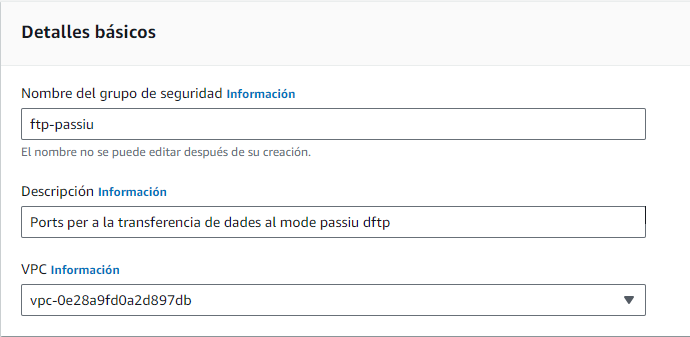 Detalles básicos
Nombre del grupo de seguridad Información
ftp-passiu
El nombre no se puede editar después de su creación.
Descripción Información
Ports per a la transferencia de dades al mode passiu dftp
VPC Información
vpc-0e28a9fd0a2d897db